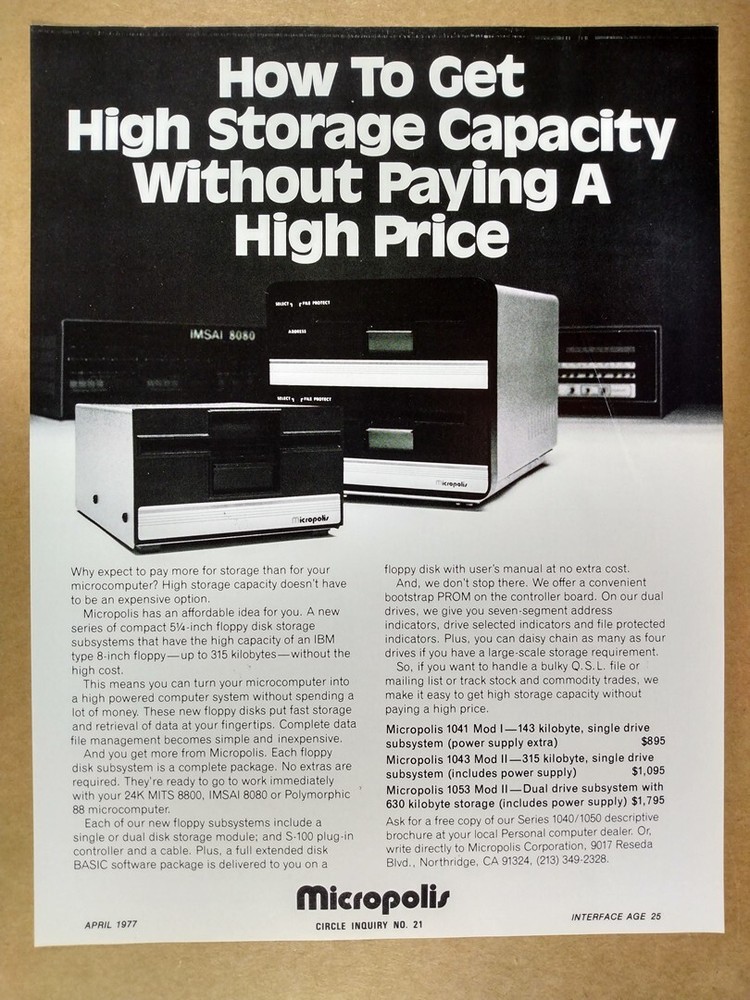 How To Get
High Storage Capacity
Without Paying A
High Price
SELECT FILE PROTECT
ADDRESS
IMSAI 8080
SELECT FILE PROTECT
Micropolis
Micropolis
Why expect to pay more for storage than for your
microcomputer? High storage capacity doesn't have
to be an expensive option.
Micropolis has an affordable idea for you. A new
series of compact 5¼-inch floppy disk storage
subsystems that have the high capacity of an IBM
type 8-inch floppy—up to 315 kilobytes—without the
high cost.
This means you can turn your microcomputer into
a high powered computer system without spending a
lot of money. These new floppy disks put fast storage
and retrieval of data at your fingertips. Complete data
file management becomes simple and inexpensive.
And you get more from Micropolis. Each floppy
disk subsystem is a complete package. No extras are
required. They're ready to go to work immediately
with your 24K MITS 8800, IMSAI 8080 or Polymorphic
88 microcomputer.
Each of our new floppy subsystems include a
single or dual disk storage module; and S-100 plug-in
controller and a cable. Plus, a full extended disk
BASIC software package is delivered to you on a
floppy disk with user's manual at no extra cost.
And, we don't stop there. We offer a convenient
bootstrap PROM on the controller board. On our dual
drives, we give you seven-segment address
indicators, drive selected indicators and file protected
indicators. Plus, you can daisy chain as many as four
drives if you have a large-scale storage requirement.
So, if you want to handle a bulky Q.S.L. file or
mailing list or track stock and commodity trades, we
make it easy to get high storage capacity without
paying a high price.
Micropolis 1041 Mod I—143 kilobyte, single drive
subsystem (power supply extra) $895
Micropolis 1043 Mod II—315 kilobyte, single drive
subsystem (includes power supply) $1,095
Micropolis 1053 Mod II—Dual drive subsystem with
630 kilobyte storage (includes power supply) $1,795
Ask for a free copy of our Series 1040/1050 descriptive
brochure at your local Personal computer dealer. Or,
write directly to Micropolis Corporation, 9017 Reseda
Blvd., Northridge, CA 91324, (213) 349-2328.
Micropolis
APRIL 1977
CIRCLE INQUIRY NO. 21
INTERFACE AGE 25